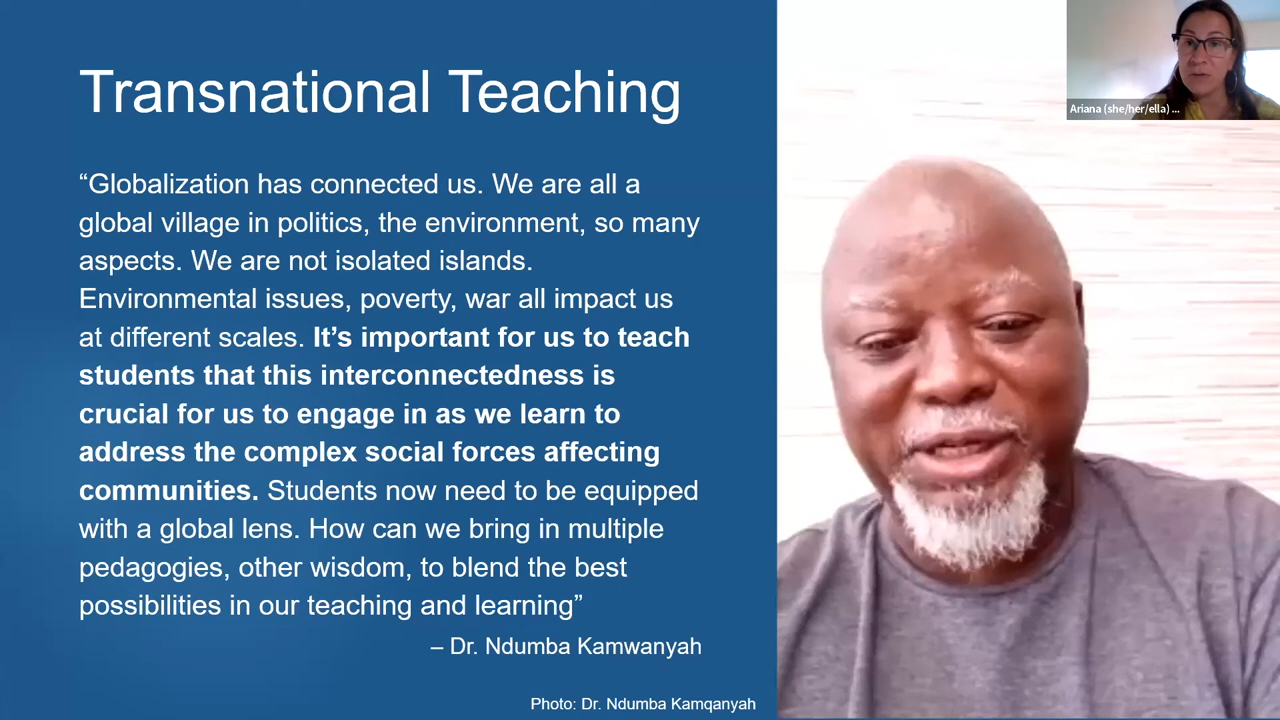 Transnational Teaching
“Globalization has connected us. We are all a
global village in politics, the environment, so many
aspects. We are not isolated islands.
Environmental issues, poverty, war all impact us
at different scales. It’s important for us to teach
students that this interconnectedness is
crucial for us to engage in as we learn to
address the complex social forces affecting
communities. Students now need to be equipped
with a global lens. How can we bring in multiple
pedagogies, other wisdom, to blend the best
possibilities in our teaching and learning”
– Dr. Ndumba Kamwanyah
Photo: Dr. Ndumba Kamqanyah
Ariana (she/her/ella) ...